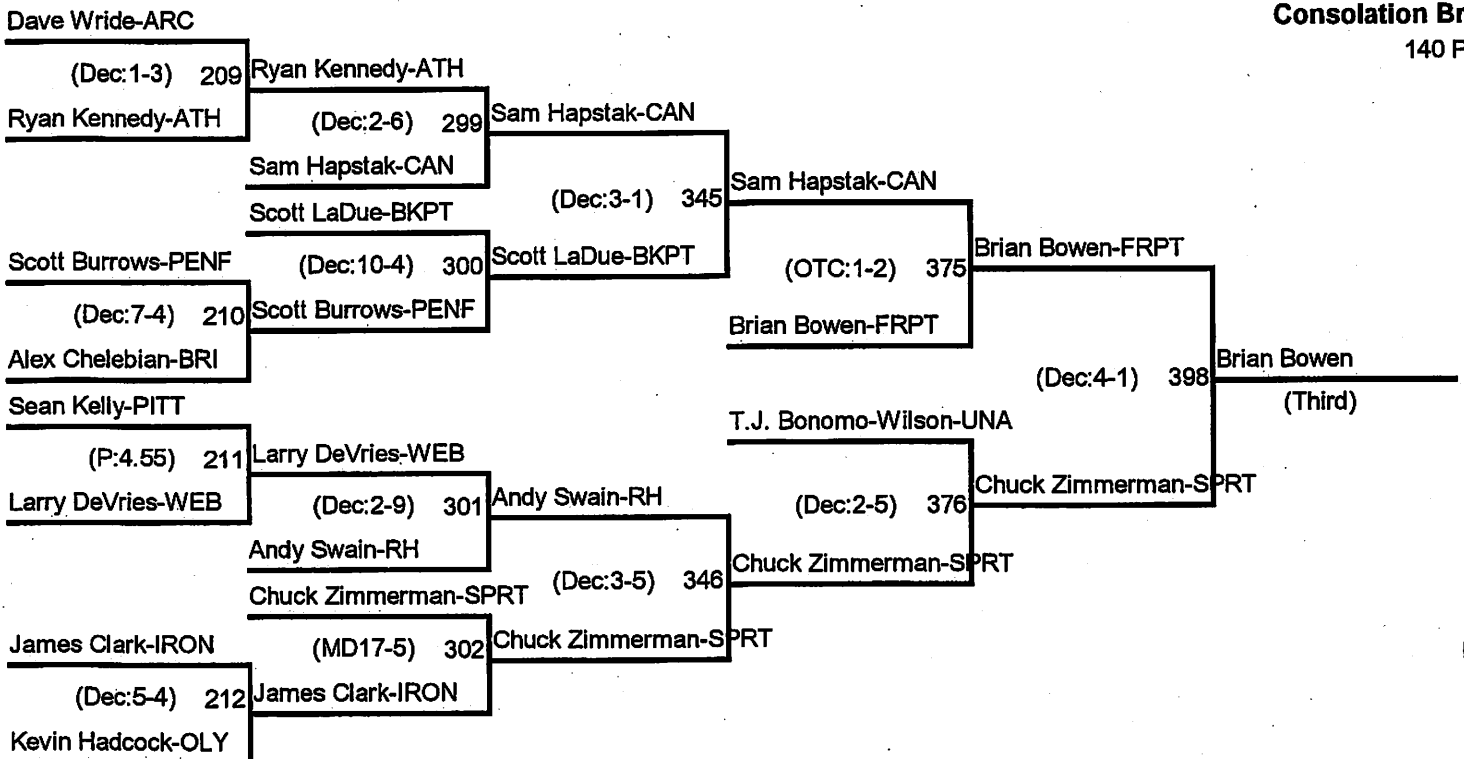 Consolation Br
140 P
Dave Wride-ARC
(Dec:1-3) 209
Ryan Kennedy-ATH
Ryan Kennedy-ATH
(Dec:2-6) 299
Sam Hapstak-CAN
Sam Hapstak-CAN
Scott LaDue-BKPT
(Dec:3-1) 345
Sam Hapstak-CAN
Scott Burrows-PENF
(Dec:7-4) 210
Alex Chelebian-BRI
(Dec:10-4) 300
Scott Burrows-PENF
Scott LaDue-BKPT
(OTC:1-2) 375
Brian Bowen-FRPT
Brian Bowen-FRPT
Sean Kelly-PITT
(P:4.55) 211
Larry DeVries-WEB
Larry DeVries-WEB
(Dec:2-9) 301
Andy Swain-RH
Andy Swain-RH
Chuck Zimmerman-SPRT
(Dec:3-5) 346
T.J. Bonomo-Wilson-UNA
(Dec:2-5) 376
Chuck Zimmerman-SPRT
Chuck Zimmerman-SPRT
(Dec:4-1) 398
Brian Bowen
(Third)
James Clark-IRON
(Dec:5-4) 212
Kevin Hadcock-OLY
(MD17-5) 302
James Clark-IRON
Chuck Zimmerman-SPRT